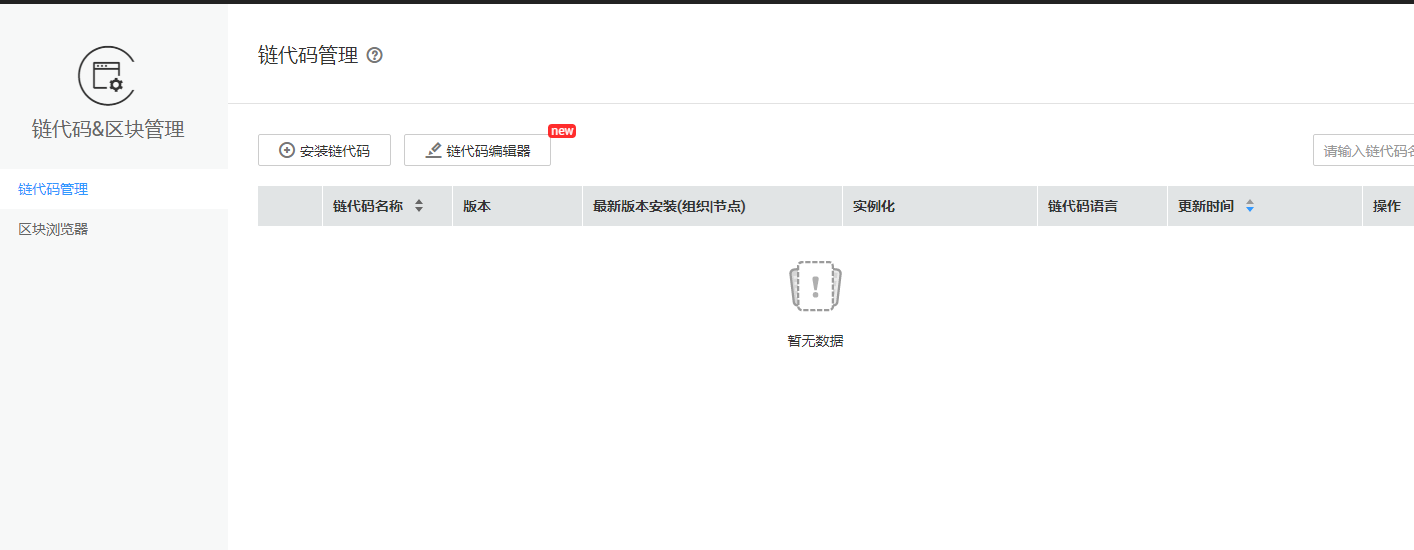 链代码&区块管理
链代码管理
区块浏览器
链代码管理
安装链代码
链代码编辑器
new
请输入链代码
链代码名称 版本 最新版本安装(组织|节点) 实例化 链代码语言 更新时间 操作
暂无数据